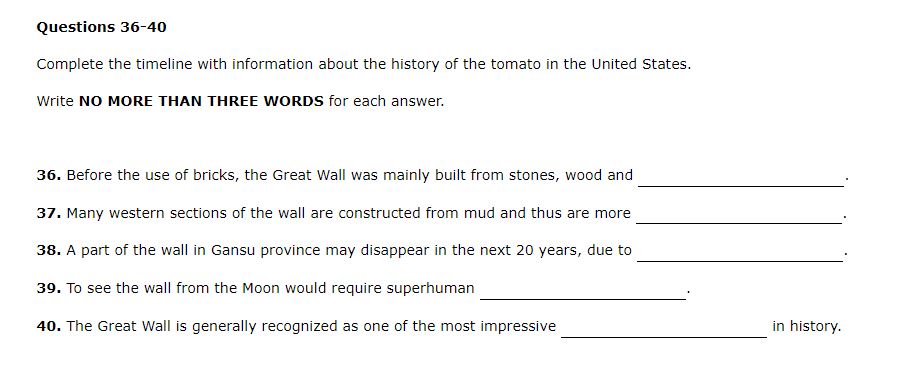 Questions 36-40
Complete the timeline with information about the history of the tomato in the United States.
Write NO MORE THAN THREE WORDS for each answer.
36. Before the use of bricks, the Great Wall was mainly built from stones, wood and ____________________.
37. Many western sections of the wall are constructed from mud and thus are more ____________________.
38. A part of the wall in Gansu province may disappear in the next 20 years, due to ____________________.
39. To see the wall from the Moon would require superhuman ____________________.
40. The Great Wall is generally recognized as one of the most impressive ____________________ in history.